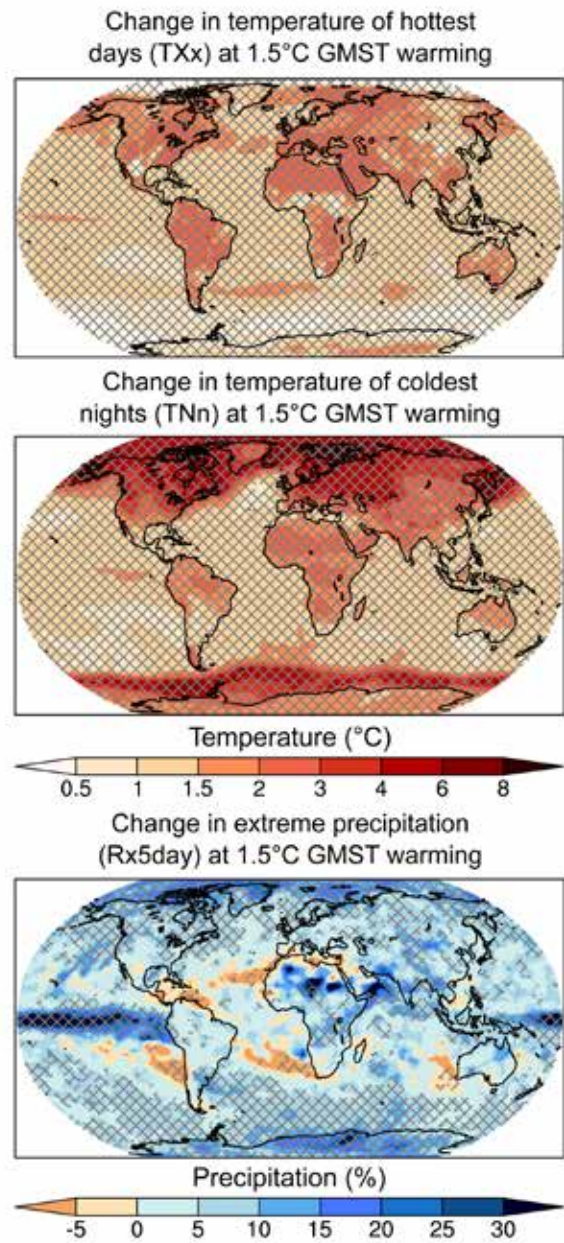 Change in temperature of hottest
days (TXx) at 1.5°C GMST warming
Change in temperature of coldest
nights (TNn) at 1.5°C GMST warming
Temperature (°C)
0.5 1 1.5 2 3 4 6 8
Change in extreme precipitation
(Rx5day) at 1.5°C GMST warming
Precipitation (%)
-5 0 5 10 15 20 25 30